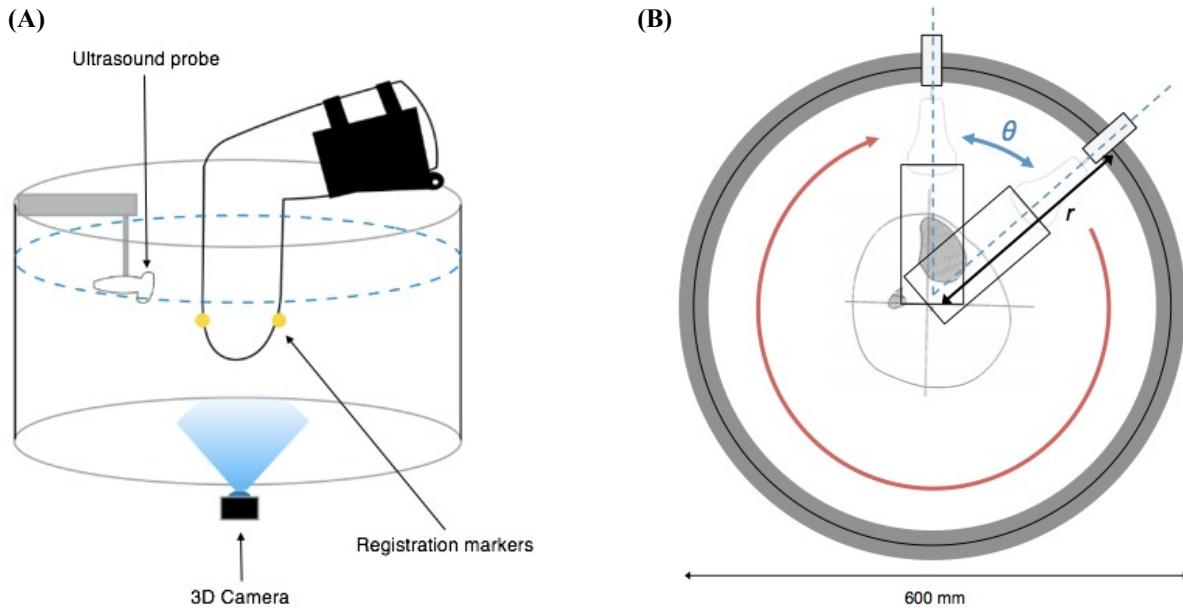 (A)
Ultrasound probe
Registration markers
3D Camera
(B)
θ
r
600 mm